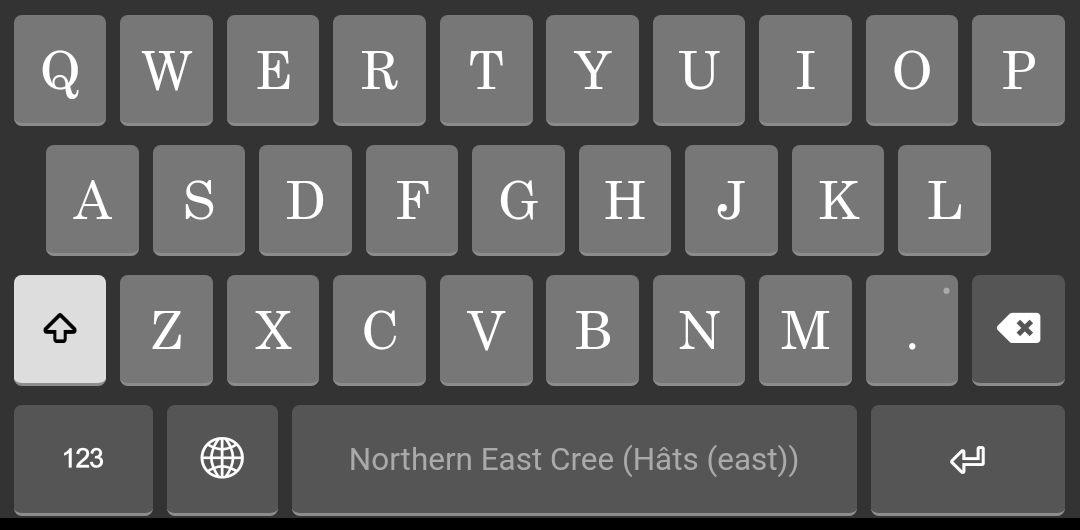 Q W E R T Y U I O P
A S D F G H J K L
Z X C V B N M .
123 Northern East Cree (Hâts (east))